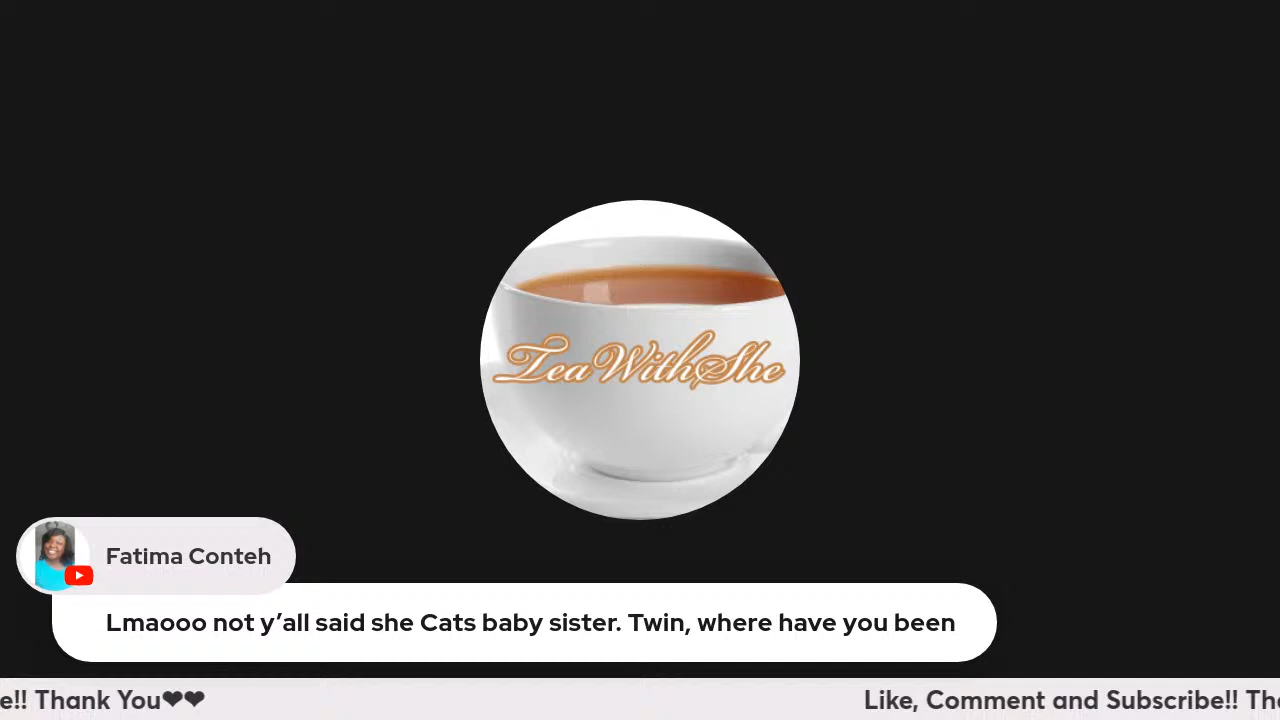 TeaWithShe
Fatima Conteh
Lmaooo not y’all said she Cats baby sister. Twin, where have you been
e!! Thank You❤❤ Like, Comment and Subscribe!! Tha